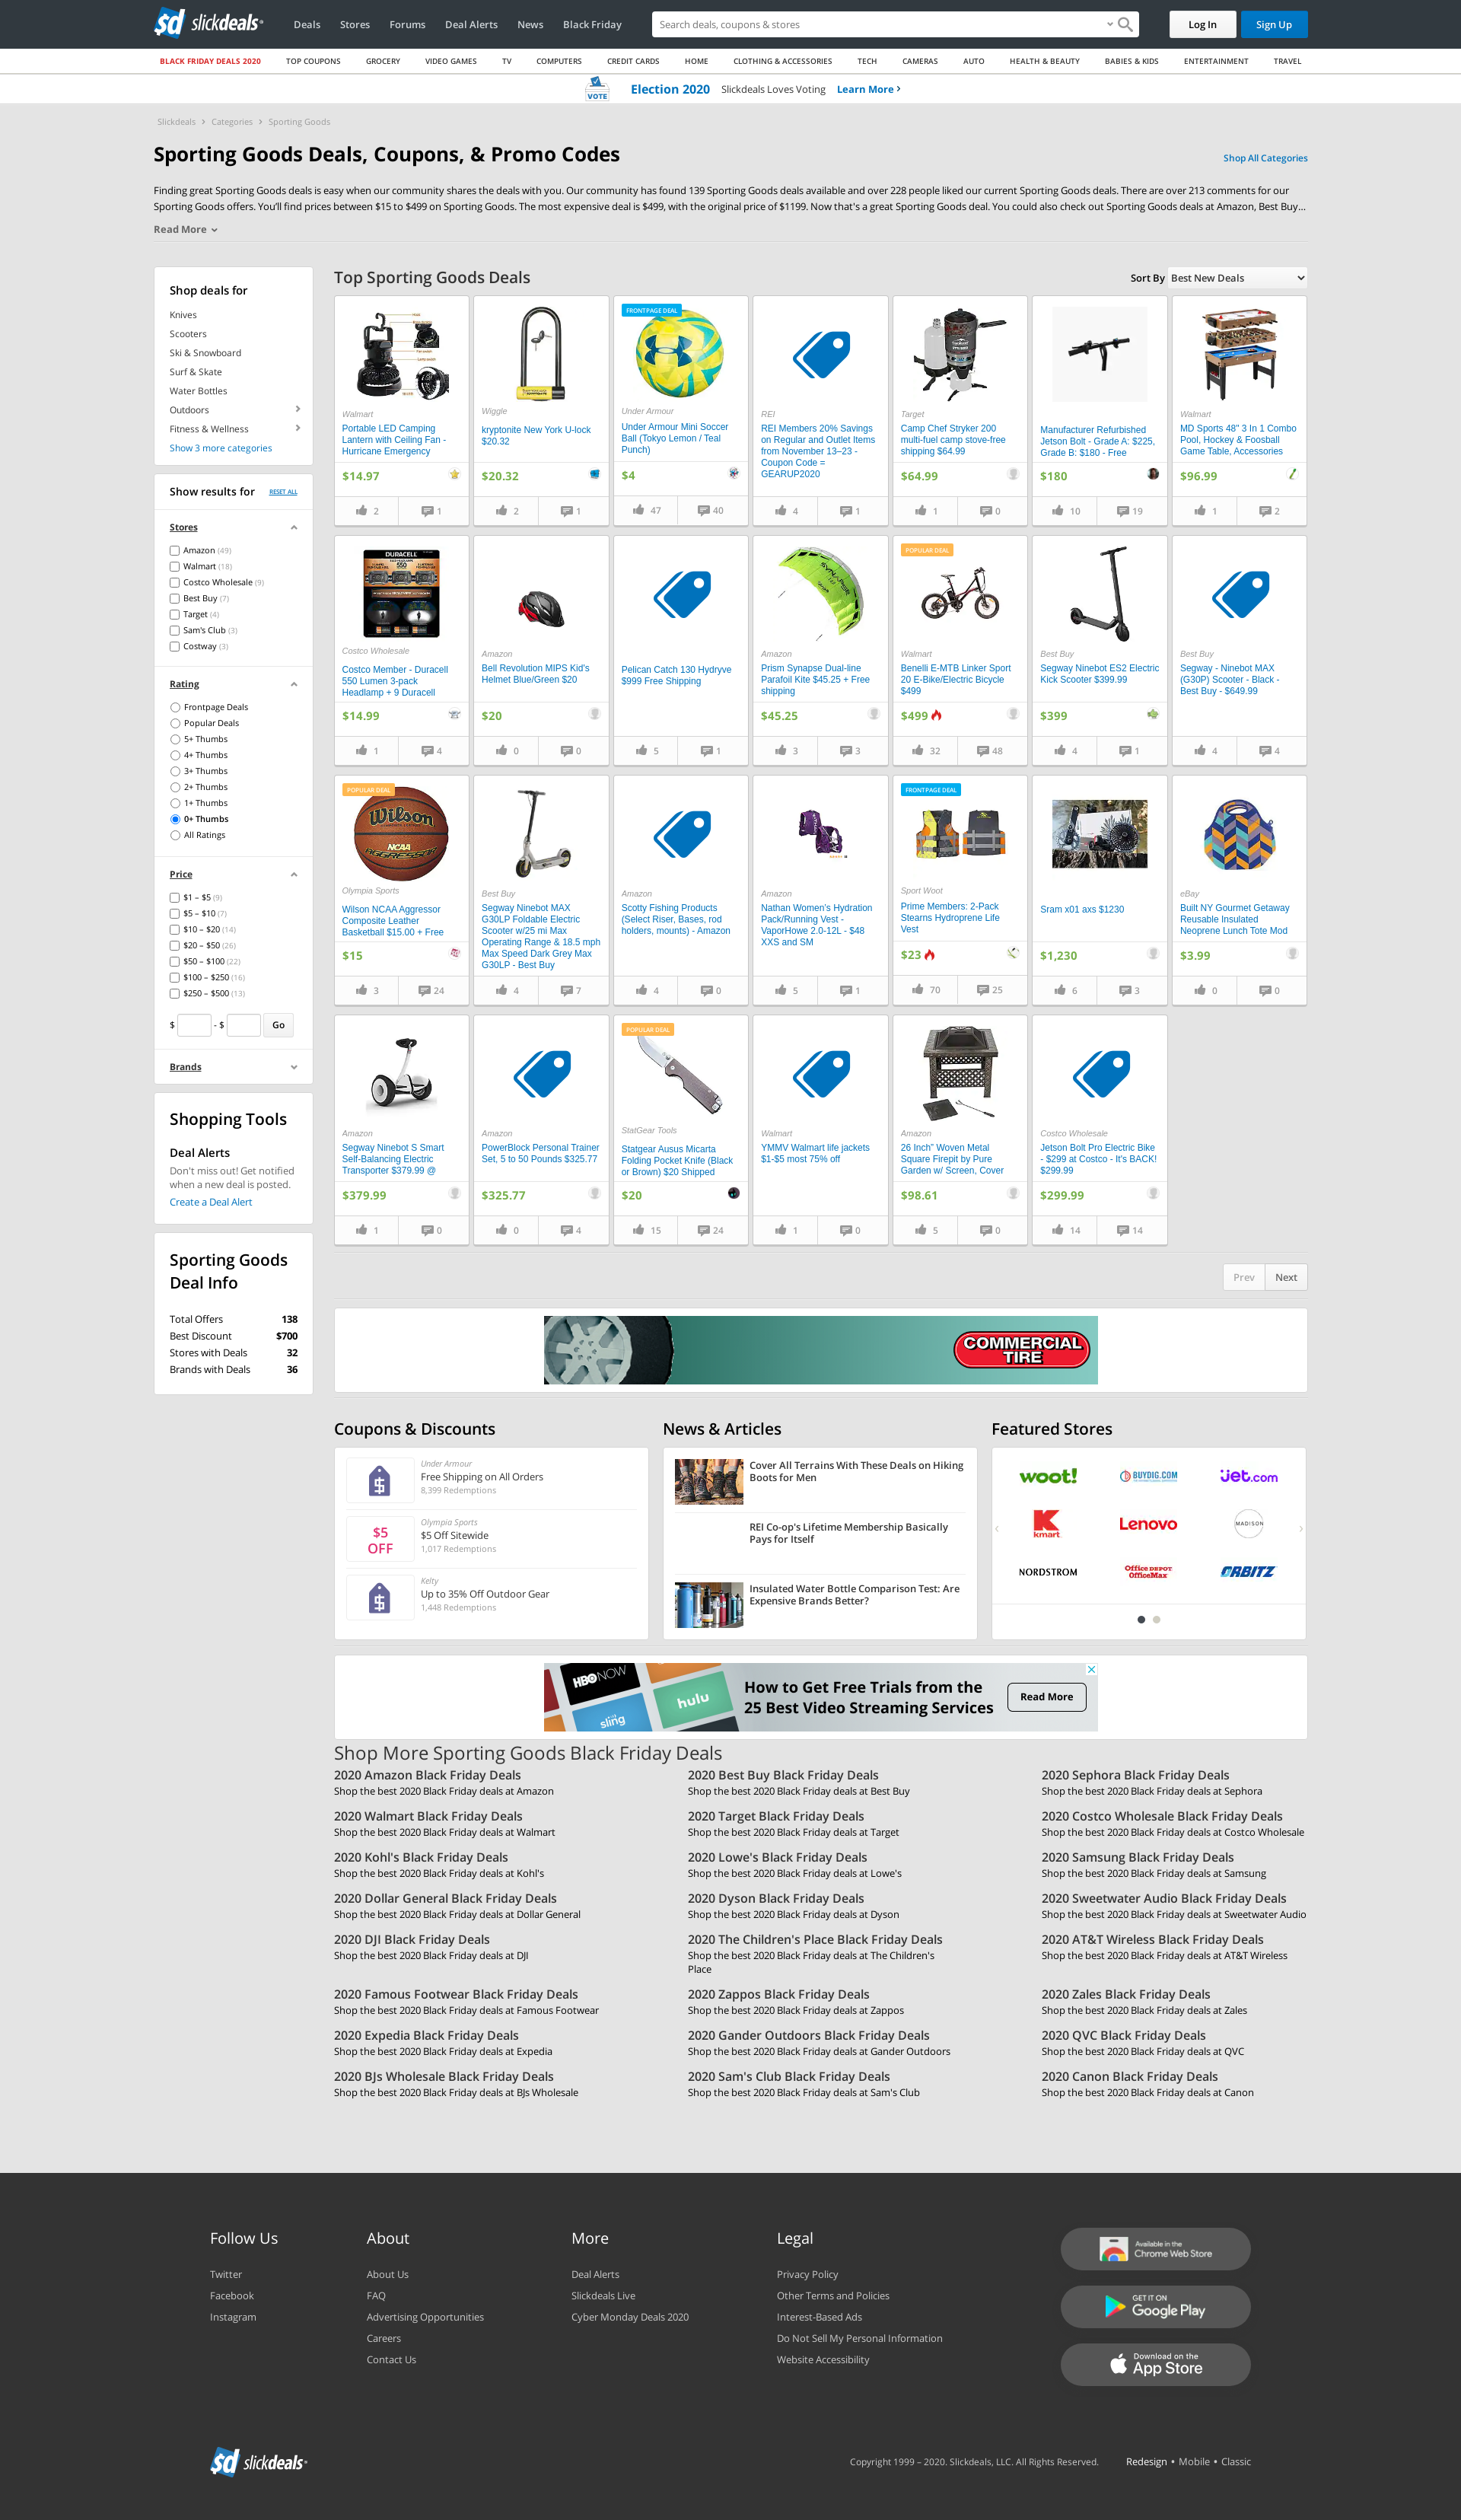 sd slickdeals
Deals Stores Forums Deal Alerts News Black Friday
Search deals, coupons & stores
Log In
Sign Up
BLACK FRIDAY DEALS 2020 TOP COUPONS GROCERY VIDEO GAMES TV COMPUTERS CREDIT CARDS HOME CLOTHING & ACCESSORIES TECH CAMERAS AUTO HEALTH & BEAUTY BABIES & KIDS ENTERTAINMENT TRAVEL
VOTE
Election 2020 Slickdeals Loves Voting Learn More
Slickdeals > Categories > Sporting Goods
Sporting Goods Deals, Coupons, & Promo Codes
Shop All Categories
Finding great Sporting Goods deals is easy when our community shares the deals with you. Our community has found 139 Sporting Goods deals available and over 228 people liked our current Sporting Goods deals. There are over 213 comments for our
Sporting Goods offers. You'll find prices between $15 to $499 on Sporting Goods. The most expensive deal is $499, with the original price of $1199. Now that's a great Sporting Goods deal. You could also check out Sporting Goods deals at Amazon, Best Buy...
Read More
Shop deals for
Knives
Scooters
Ski & Snowboard
Surf & Skate
Water Bottles
Outdoors
Fitness & Wellness
Show 3 more categories
Show results for
RESET ALL
Stores
Amazon (49)
Walmart (18)
Costco Wholesale (9)
Best Buy (7)
Target (4)
Sam's Club (3)
Costway (3)
Rating
Frontpage Deals
Popular Deals
5+ Thumbs
4+ Thumbs
3+ Thumbs
2+ Thumbs
1+ Thumbs
0+ Thumbs
All Ratings
Price
$1 – $5 (9)
$5 – $10 (7)
$10 – $20 (14)
$20 – $50 (26)
$50 – $100 (22)
$100 – $250 (16)
$250 – $500 (13)
$ - $ Go
Brands
Shopping Tools
Deal Alerts
Don't miss out! Get notified
when a new deal is posted.
Create a Deal Alert
Sporting Goods
Deal Info
Total Offers 138
Best Discount $700
Stores with Deals 32
Brands with Deals 36
Top Sporting Goods Deals
Sort By Best New Deals
Walmart
Portable LED Camping
Lantern with Ceiling Fan -
Hurricane Emergency
$14.97
2 1
Wiggle
kryptonite New York U-lock
$20.32
$20.32
2 1
FRONTPAGE DEAL
Under Armour
Under Armour Mini Soccer
Ball (Tokyo Lemon / Teal
Punch)
$4
47 40
REI
REI Members 20% Savings
on Regular and Outlet Items
from November 13–23 -
Coupon Code =
GEARUP2020
4 1
Target
Camp Chef Stryker 200
multi-fuel camp stove-free
shipping $64.99
$64.99
1 0
Manufacturer Refurbished
Jetson Bolt - Grade A: $225,
Grade B: $180 - Free
$180
10 19
Walmart
MD Sports 48" 3 In 1 Combo
Pool, Hockey & Foosball
Game Table, Accessories
$96.99
1 2
DURACELL
550
Costco Wholesale
Costco Member - Duracell
550 Lumen 3-pack
Headlamp + 9 Duracell
$14.99
1 4
Amazon
Bell Revolution MIPS Kid's
Helmet Blue/Green $20
$20
0 0
Pelican Catch 130 Hydryve
$999 Free Shipping
5 1
SYNAPSE
Amazon
Prism Synapse Dual-line
Parafoil Kite $45.25 + Free
shipping
$45.25
3 3
POPULAR DEAL
Walmart
Benelli E-MTB Linker Sport
20 E-Bike/Electric Bicycle
$499
$499
32 48
Best Buy
Segway Ninebot ES2 Electric
Kick Scooter $399.99
$399
4 1
Best Buy
Segway - Ninebot MAX
(G30P) Scooter - Black -
Best Buy - $649.99
4 4
POPULAR DEAL
Wilson
NCAA
AGGRESSOR
Olympia Sports
Wilson NCAA Aggressor
Composite Leather
Basketball $15.00 + Free
$15
3 24
Best Buy
Segway Ninebot MAX
G30LP Foldable Electric
Scooter w/25 mi Max
Operating Range & 18.5 mph
Max Speed Dark Grey Max
G30LP - Best Buy
4 7
Amazon
Scotty Fishing Products
(Select Riser, Bases, rod
holders, mounts) - Amazon
4 0
Amazon
Nathan Women's Hydration
Pack/Running Vest -
VaporHowe 2.0-12L - $48
XXS and SM
5 1
FRONTPAGE DEAL
Sport Woot
Prime Members: 2-Pack
Stearns Hydroprene Life
Vest
$23
70 25
Sram x01 axs $1230
$1,230
6 3
eBay
Built NY Gourmet Getaway
Reusable Insulated
Neoprene Lunch Tote Mod
$3.99
0 0
Amazon
Segway Ninebot S Smart
Self-Balancing Electric
Transporter $379.99 @
$379.99
1 0
Amazon
PowerBlock Personal Trainer
Set, 5 to 50 Pounds $325.77
$325.77
0 4
POPULAR DEAL
StatGear Tools
Statgear Ausus Micarta
Folding Pocket Knife (Black
or Brown) $20 Shipped
$20
15 24
Walmart
YMMV Walmart life jackets
$1-$5 most 75% off
1 0
Amazon
26 Inch" Woven Metal
Square Firepit by Pure
Garden w/ Screen, Cover
$98.61
5 0
Costco Wholesale
Jetson Bolt Pro Electric Bike
- $299 at Costco - It's BACK!
$299.99
$299.99
14 14
Prev Next
COMMERCIAL
TIRE
Coupons & Discounts
Under Armour
Free Shipping on All Orders
8,399 Redemptions
$5
OFF
Olympia Sports
$5 Off Sitewide
1,017 Redemptions
Kelty
Up to 35% Off Outdoor Gear
1,448 Redemptions
News & Articles
Cover All Terrains With These Deals on Hiking
Boots for Men
REI Co-op's Lifetime Membership Basically
Pays for Itself
Insulated Water Bottle Comparison Test: Are
Expensive Brands Better?
Featured Stores
woot! BUYDIG.COM Jet.com
kmart Lenovo MADISON
NORDSTROM Office DEPOT OfficeMax ORBITZ
HBO NOW
hulu
sling
How to Get Free Trials from the
25 Best Video Streaming Services
Read More
Shop More Sporting Goods Black Friday Deals
2020 Amazon Black Friday Deals
Shop the best 2020 Black Friday deals at Amazon
2020 Best Buy Black Friday Deals
Shop the best 2020 Black Friday deals at Best Buy
2020 Sephora Black Friday Deals
Shop the best 2020 Black Friday deals at Sephora
2020 Walmart Black Friday Deals
Shop the best 2020 Black Friday deals at Walmart
2020 Target Black Friday Deals
Shop the best 2020 Black Friday deals at Target
2020 Costco Wholesale Black Friday Deals
Shop the best 2020 Black Friday deals at Costco Wholesale
2020 Kohl's Black Friday Deals
Shop the best 2020 Black Friday deals at Kohl's
2020 Lowe's Black Friday Deals
Shop the best 2020 Black Friday deals at Lowe's
2020 Samsung Black Friday Deals
Shop the best 2020 Black Friday deals at Samsung
2020 Dollar General Black Friday Deals
Shop the best 2020 Black Friday deals at Dollar General
2020 Dyson Black Friday Deals
Shop the best 2020 Black Friday deals at Dyson
2020 Sweetwater Audio Black Friday Deals
Shop the best 2020 Black Friday deals at Sweetwater Audio
2020 DJI Black Friday Deals
Shop the best 2020 Black Friday deals at DJI
2020 The Children's Place Black Friday Deals
Shop the best 2020 Black Friday deals at The Children's
Place
2020 AT&T Wireless Black Friday Deals
Shop the best 2020 Black Friday deals at AT&T Wireless
2020 Famous Footwear Black Friday Deals
Shop the best 2020 Black Friday deals at Famous Footwear
2020 Zappos Black Friday Deals
Shop the best 2020 Black Friday deals at Zappos
2020 Zales Black Friday Deals
Shop the best 2020 Black Friday deals at Zales
2020 Expedia Black Friday Deals
Shop the best 2020 Black Friday deals at Expedia
2020 Gander Outdoors Black Friday Deals
Shop the best 2020 Black Friday deals at Gander Outdoors
2020 QVC Black Friday Deals
Shop the best 2020 Black Friday deals at QVC
2020 BJs Wholesale Black Friday Deals
Shop the best 2020 Black Friday deals at BJs Wholesale
2020 Sam's Club Black Friday Deals
Shop the best 2020 Black Friday deals at Sam's Club
2020 Canon Black Friday Deals
Shop the best 2020 Black Friday deals at Canon
Follow Us
Twitter
Facebook
Instagram
About
About Us
FAQ
Advertising Opportunities
Careers
Contact Us
More
Deal Alerts
Slickdeals Live
Cyber Monday Deals 2020
Legal
Privacy Policy
Other Terms and Policies
Interest-Based Ads
Do Not Sell My Personal Information
Website Accessibility
Available in the
Chrome Web Store
GET IT ON
Google Play
Download on the
App Store
sd slickdeals
Copyright 1999 – 2020. Slickdeals, LLC. All Rights Reserved.
Redesign • Mobile • Classic